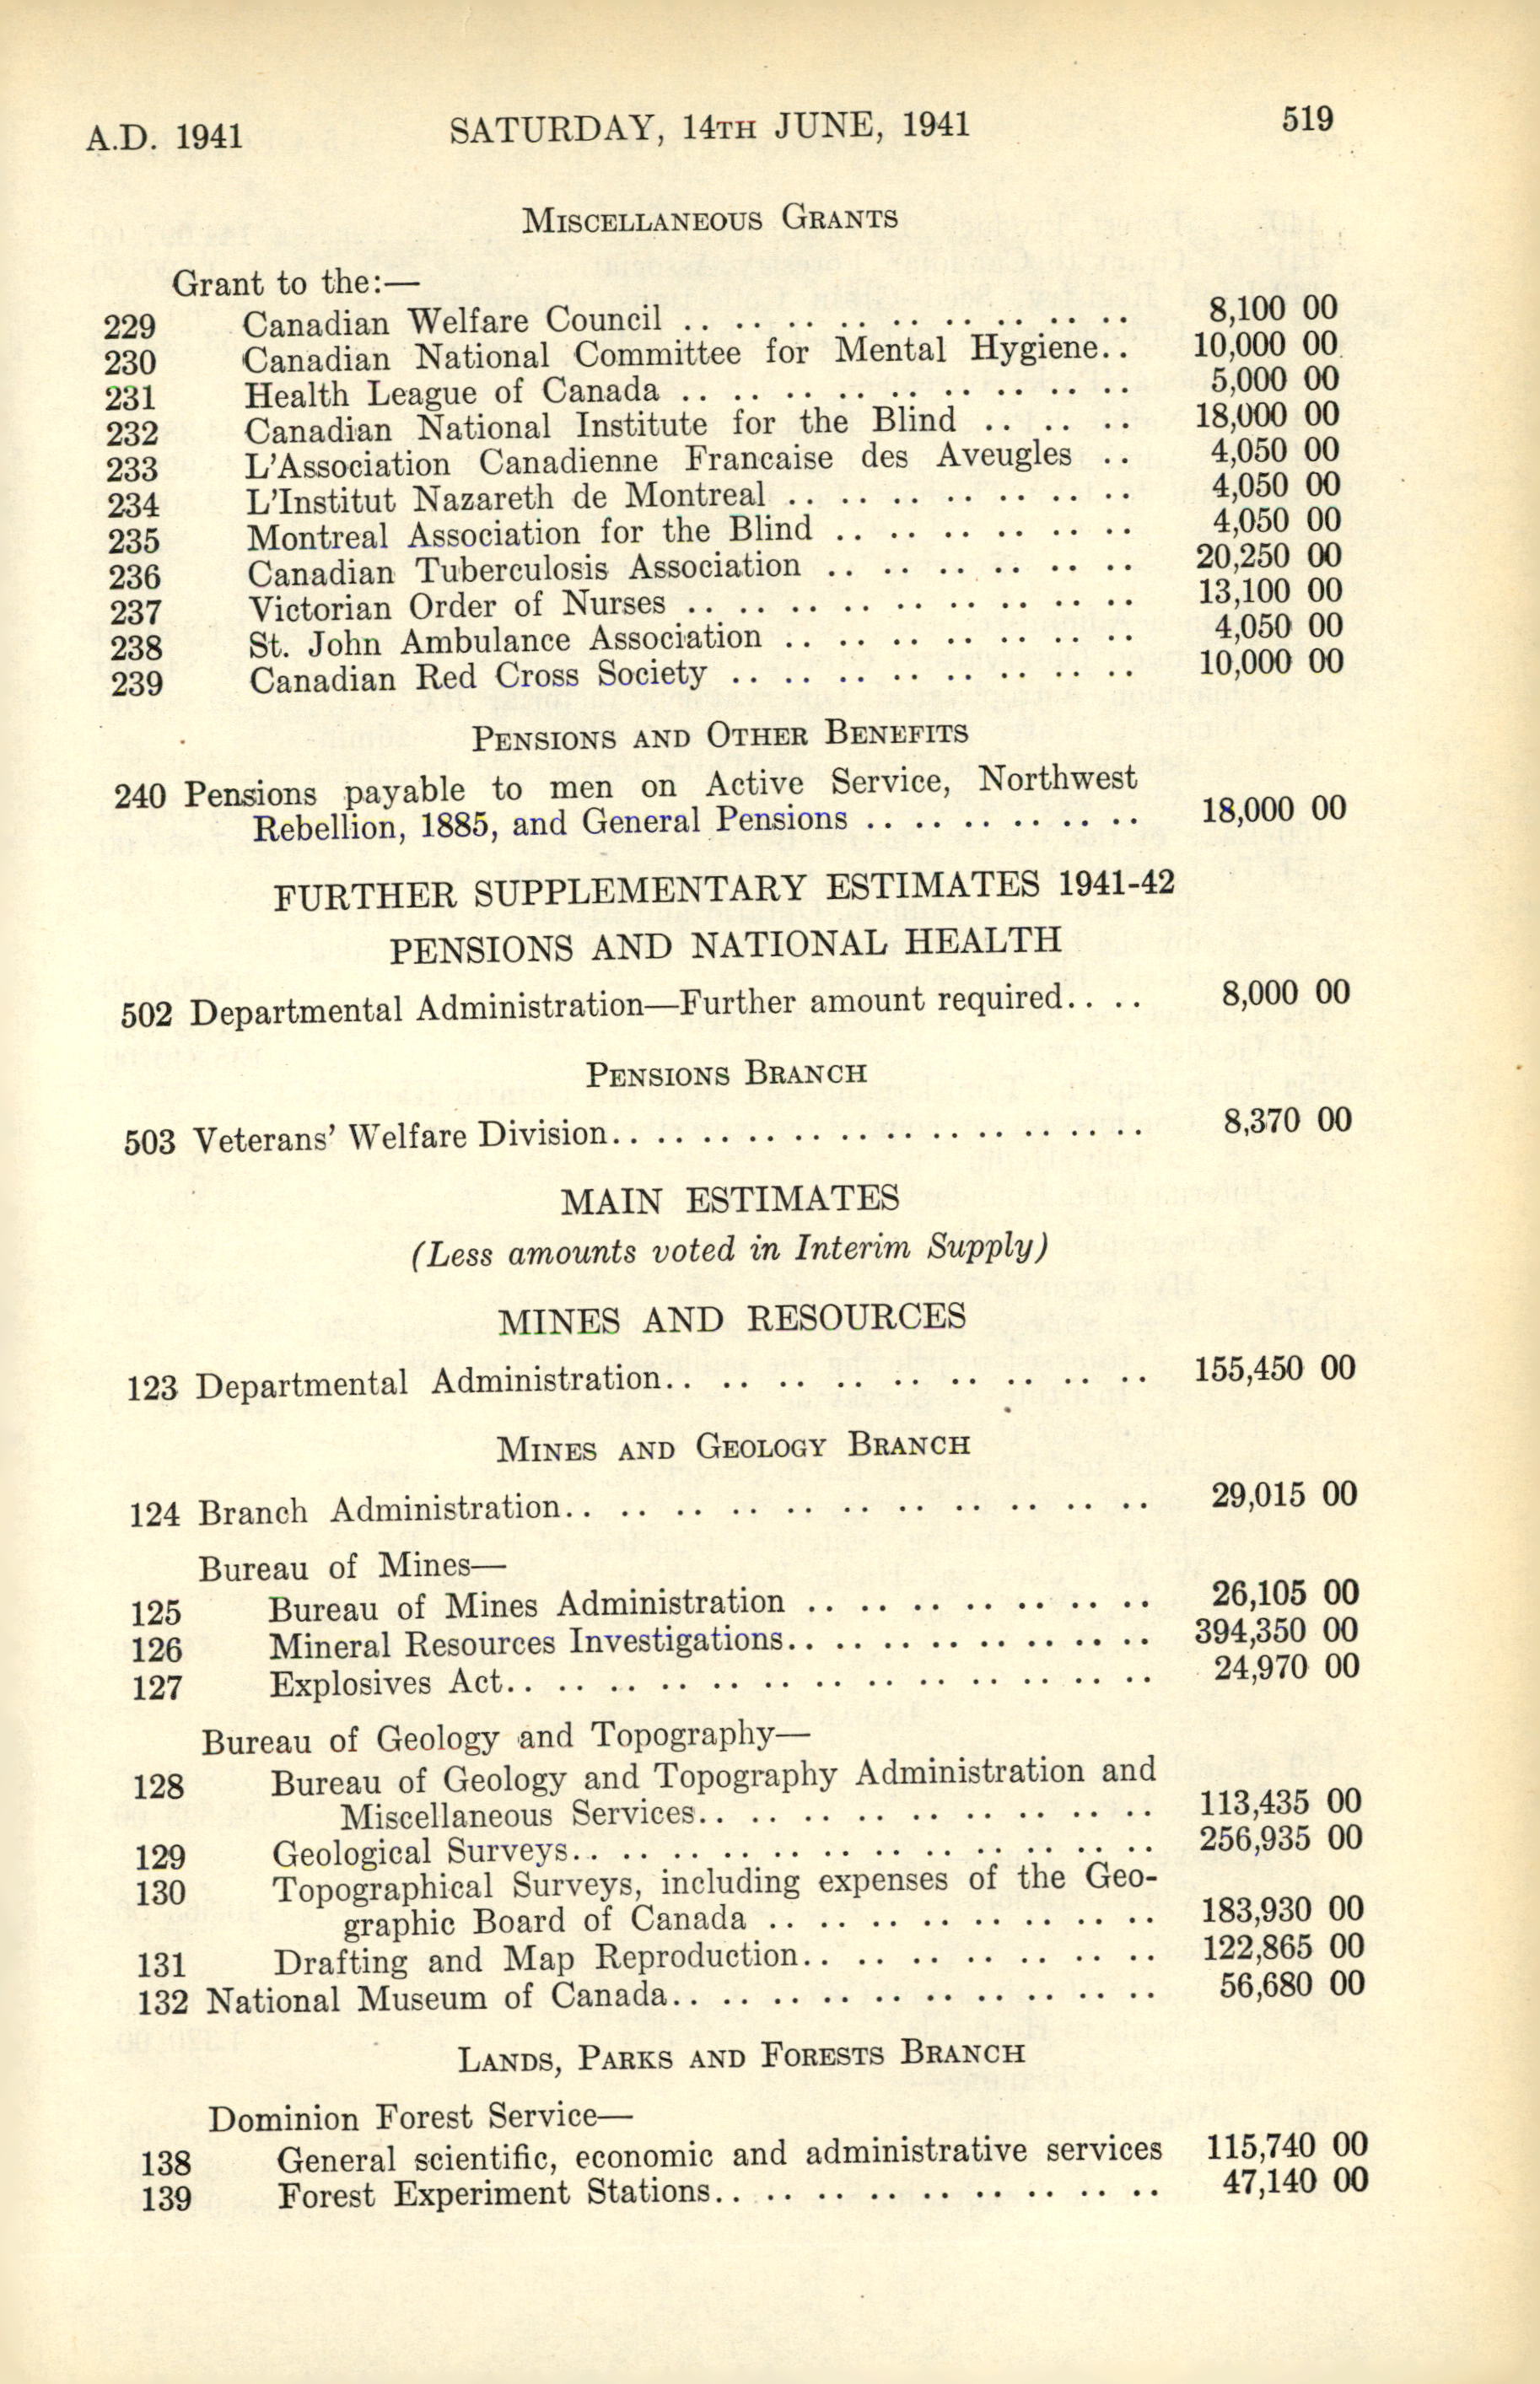 A.D. 1941 SATURDAY, 14TH JUNE, 1941 519
MISCELLANEOUS GRANTS
Grant to the:—
229 Canadian Welfare Council .. .. .. .. .. .. .. .. .. 8,100 00
230 Canadian National Committee for Mental Hygiene.. 10,000 00
231 Health League of Canada .. .. .. .. .. .. .. .. .. 5,000 00
232 Canadian National Institute for the Blind .. .. .. 18,000 00
233 L'Association Canadienne Francaise des Aveugles .. 4,050 00
234 L'Institut Nazareth de Montreal .. .. .. .. .. .. .. 4,050 00
235 Montreal Association for the Blind .. .. .. .. .. .. 4,050 00
236 Canadian Tuberculosis Association .. .. .. .. .. .. 20,250 00
237 Victorian Order of Nurses .. .. .. .. .. .. .. .. .. 13,100 00
238 St. John Ambulance Association .. .. .. .. .. .. .. 4,050 00
239 Canadian Red Cross Society .. .. .. .. .. .. .. .. 10,000 00
PENSIONS AND OTHER BENEFITS
240 Pensions payable to men on Active Service, Northwest
Rebellion, 1885, and General Pensions .. .. .. .. .. .. 18,000 00
FURTHER SUPPLEMENTARY ESTIMATES 1941-42
PENSIONS AND NATIONAL HEALTH
502 Departmental Administration—Further amount required.. .. 8,000 00
PENSIONS BRANCH
503 Veterans' Welfare Division.. .. .. .. .. .. .. .. .. .. .. .. 8,370 00
MAIN ESTIMATES
(Less amounts voted in Interim Supply)
MINES AND RESOURCES
123 Departmental Administration.. .. .. .. .. .. .. .. .. 155,450 00
MINES AND GEOLOGY BRANCH
124 Branch Administration.. .. .. .. .. .. .. .. .. .. .. 29,015 00
Bureau of Mines—
125 Bureau of Mines Administration .. .. .. .. .. .. .. 26,105 00
126 Mineral Resources Investigations.. .. .. .. .. .. .. .. 394,350 00
127 Explosives Act.. .. .. .. .. .. .. .. .. .. .. .. .. 24,970 00
Bureau of Geology and Topography—
128 Bureau of Geology and Topography Administration and
Miscellaneous Services.. .. .. .. .. .. .. .. .. .. 113,435 00
129 Geological Surveys.. .. .. .. .. .. .. .. .. .. .. .. 256,935 00
130 Topographical Surveys, including expenses of the Geo-
graphic Board of Canada .. .. .. .. .. .. .. .. 183,930 00
131 Drafting and Map Reproduction.. .. .. .. .. .. .. 122,865 00
132 National Museum of Canada.. .. .. .. .. .. .. .. .. .. 56,680 00
LANDS, PARKS AND FORESTS BRANCH
Dominion Forest Service—
138 General scientific, economic and administrative services 115,740 00
139 Forest Experiment Stations.. .. .. .. .. .. .. .. .. 47,140 00